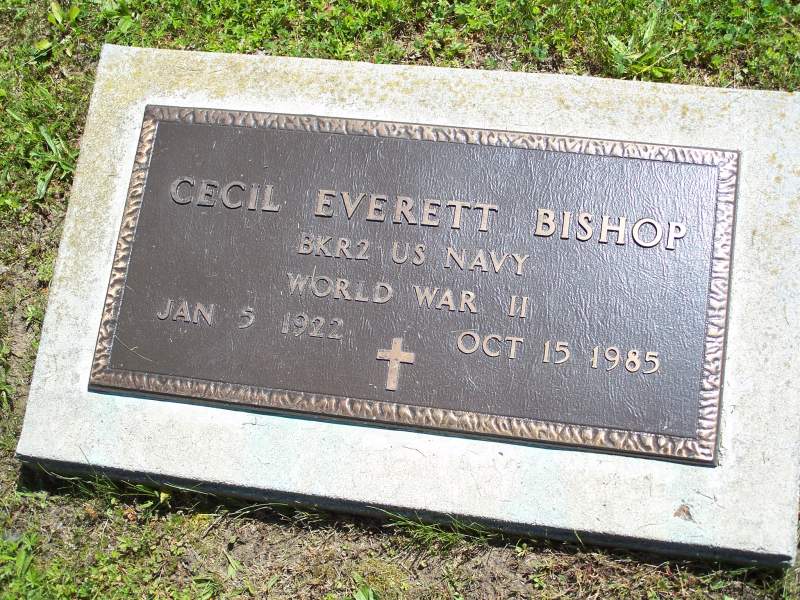 CECIL EVERETT BISHOP
BKR2 US NAVY
WORLD WAR II
JAN 5 1922 OCT 15 1985